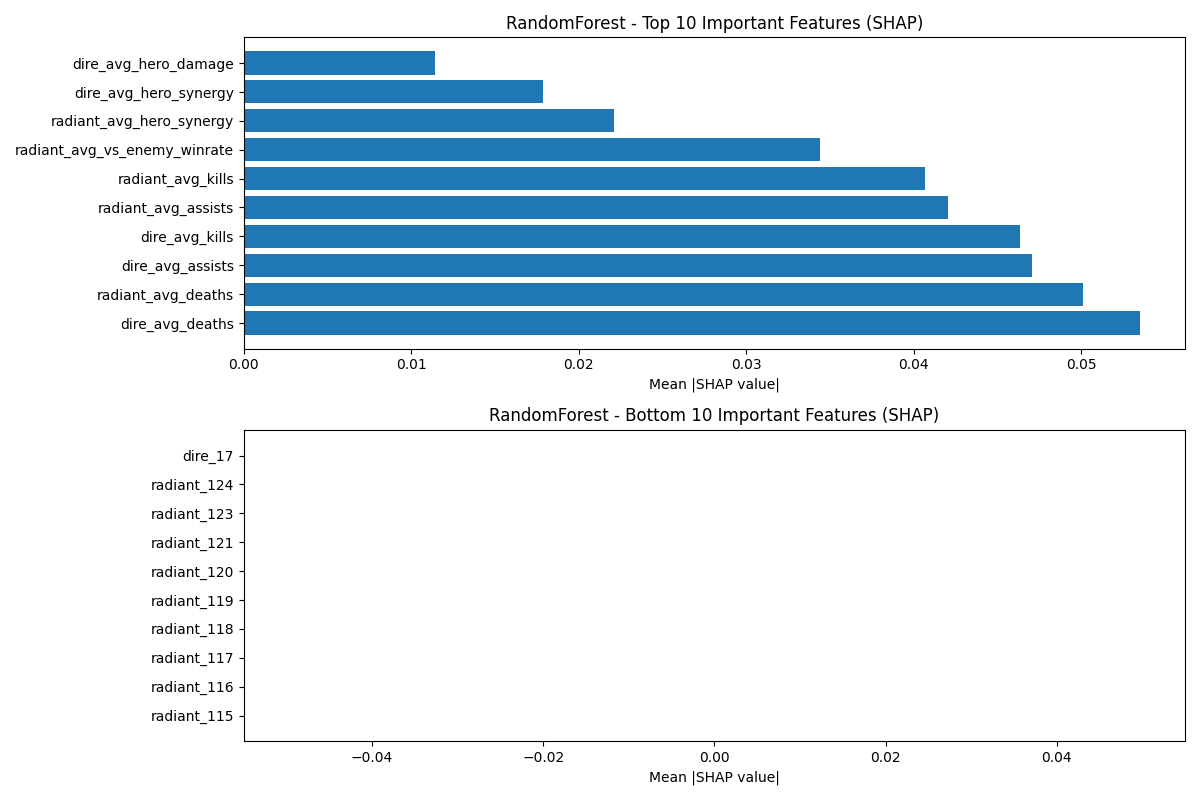 RandomForest - Top 10 Important Features (SHAP)
dire_avg_hero_damage
dire_avg_hero_synergy
radiant_avg_hero_synergy
radiant_avg_vs_enemy_winrate
radiant_avg_kills
radiant_avg_assists
dire_avg_kills
dire_avg_assists
radiant_avg_deaths
dire_avg_deaths
0.00 0.01 0.02 0.03 0.04 0.05
Mean |SHAP value|
RandomForest - Bottom 10 Important Features (SHAP)
dire_17
radiant_124
radiant_123
radiant_121
radiant_120
radiant_119
radiant_118
radiant_117
radiant_116
radiant_115
−0.04 −0.02 0.00 0.02 0.04
Mean |SHAP value|